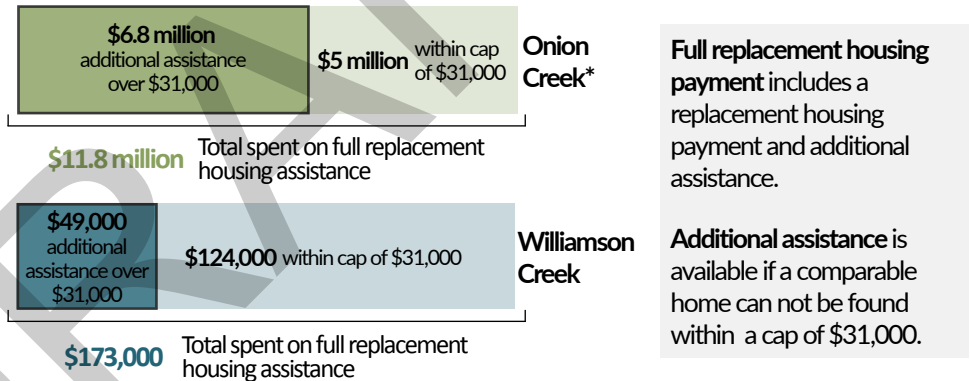 $6.8 million
additional assistance
over $31,000
$5 million within cap
of $31,000
Onion
Creek*
$11.8 million Total spent on full replacement
housing assistance
$49,000
additional
assistance over
$31,000
$124,000 within cap of $31,000
Williamson
Creek
$173,000 Total spent on full replacement
housing assistance
Full replacement housing
payment includes a
replacement housing
payment and additional
assistance.
Additional assistance is
available if a comparable
home can not be found
within a cap of $31,000.